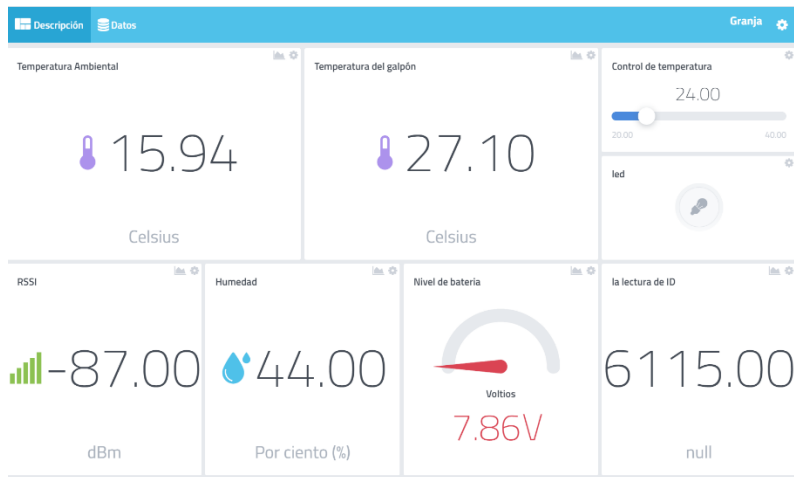 Descripción
Datos
Granja
Temperatura Ambiental
15.94
Celsius
Temperatura del galpón
27.10
Celsius
Control de temperatura
24.00
20.00
40.00
led
RSSI
-87.00
dBm
Humedad
44.00
Por ciento (%)
Nivel de bateria
Voltios
7.86V
la lectura de ID
6115.00
null